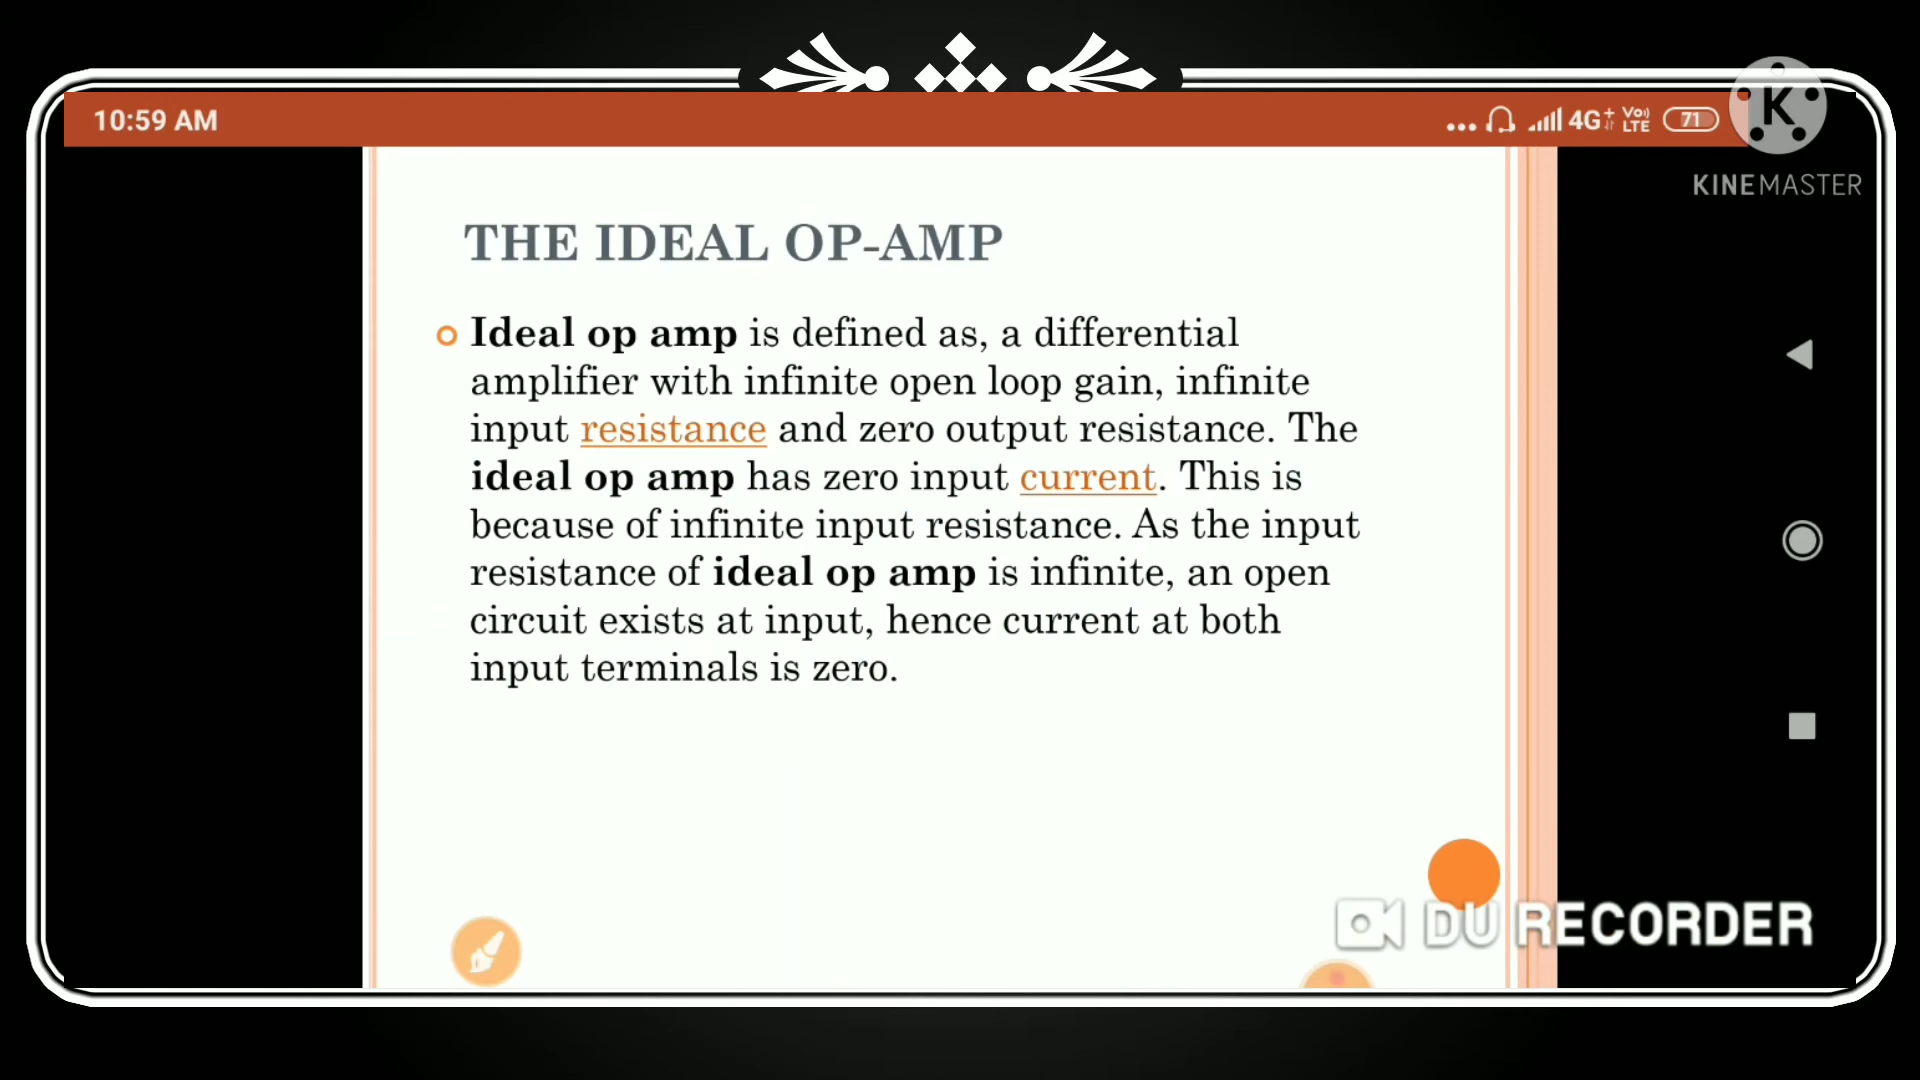 10:59 AM
4G+ Vo) LTE 71
K
KINEMASTER
THE IDEAL OP-AMP
Ideal op amp is defined as, a differential
amplifier with infinite open loop gain, infinite
input resistance and zero output resistance. The
ideal op amp has zero input current. This is
because of infinite input resistance. As the input
resistance of ideal op amp is infinite, an open
circuit exists at input, hence current at both
input terminals is zero.
DU RECORDER